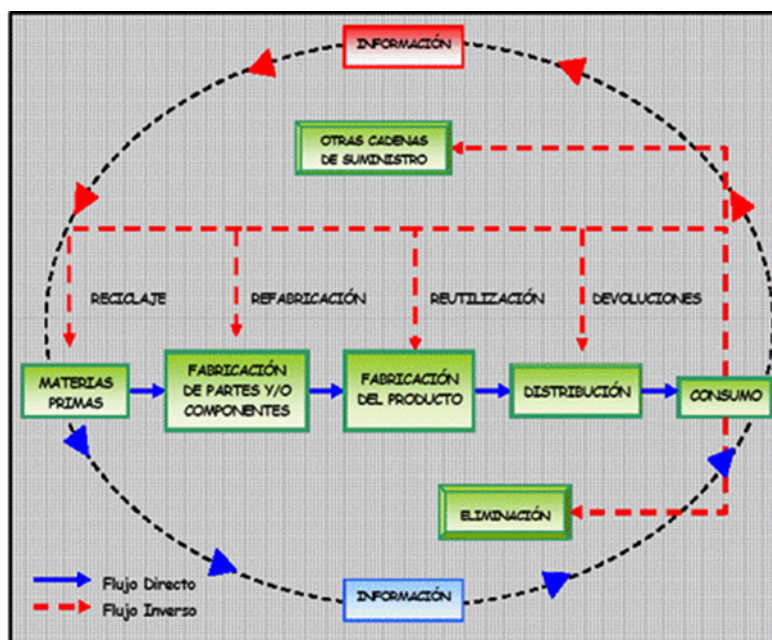 INFORMACIÓN
OTRAS CADENAS
DE SUMINISTRO
RECICLAJE
REFABRICACIÓN
REUTILIZACIÓN
DEVOLUCIONES
MATERIAS
PRIMAS
FABRICACIÓN
DE PARTES Y/O
COMPONENTES
FABRICACIÓN
DEL PRODUCTO
DISTRIBUCIÓN
CONSUMO
ELIMINACIÓN
INFORMACIÓN
Flujo Directo
Flujo Inverso